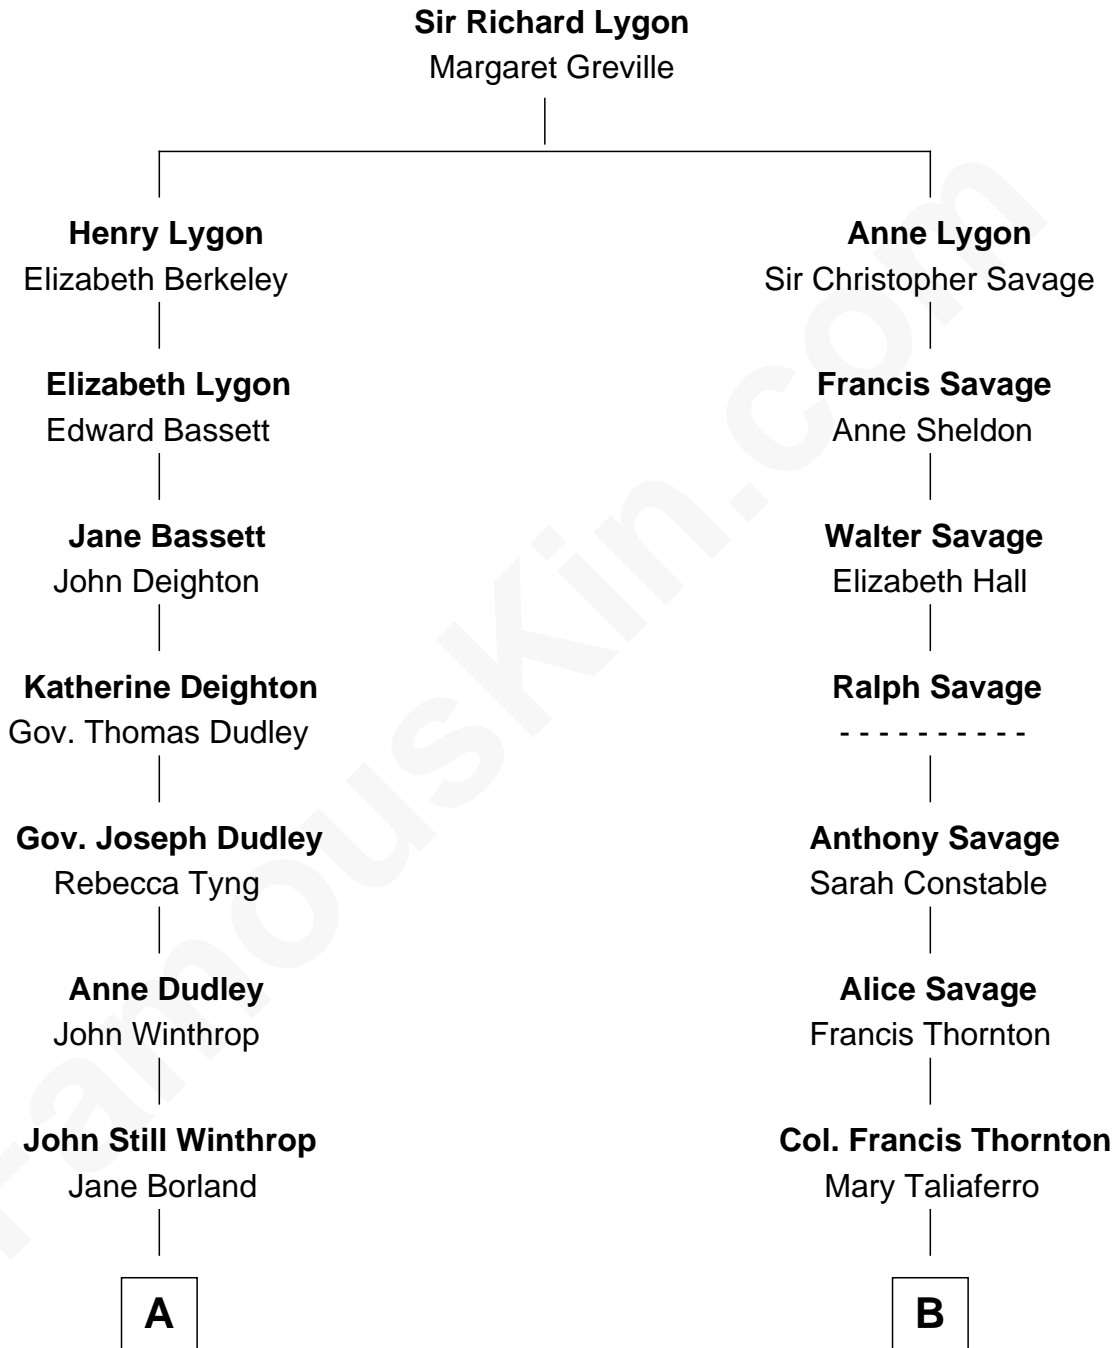 Sir Richard Lygon
Margaret Greville
Henry Lygon
Elizabeth Berkeley
Anne Lygon
Sir Christopher Savage
Elizabeth Lygon
Edward Bassett
Francis Savage
Anne Sheldon
Jane Bassett
John Deighton
Walter Savage
Elizabeth Hall
Katherine Deighton
Gov. Thomas Dudley
Ralph Savage
- - - - - - - - - -
Gov. Joseph Dudley
Rebecca Tyng
Anthony Savage
Sarah Constable
Anne Dudley
John Winthrop
Alice Savage
Francis Thornton
John Still Winthrop
Jane Borland
Col. Francis Thornton
Mary Taliaferro
A
B
FamousKin.com